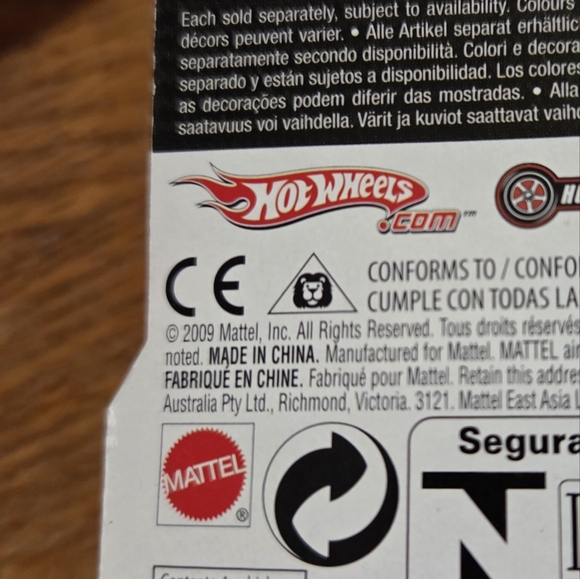 Each sold separately, subject to availability. Colours
décors peuvent varier. • Alle Artikel separat erhältlic
separatamente secondo disponibilità. Colori e decora
separado y están sujetos a disponibilidad. Los colores
as decorações podem diferir das mostradas. • Alla
saatavuus voi vaihdella. Värit ja kuviot saattavat vaihd
HOT WHEELS
.com™
CE
CONFORMS TO / CONFO
CUMPLE CON TODAS LA
© 2009 Mattel, Inc. All Rights Reserved. Tous droits réservés
noted. MADE IN CHINA. Manufactured for Mattel. MATTEL
FABRIQUÉ EN CHINE. Fabriqué pour Mattel. Retain this addre
Australia Pty Ltd., Richmond, Victoria. 3121. Mattel East Asia L
MATTEL
®
Segura
N